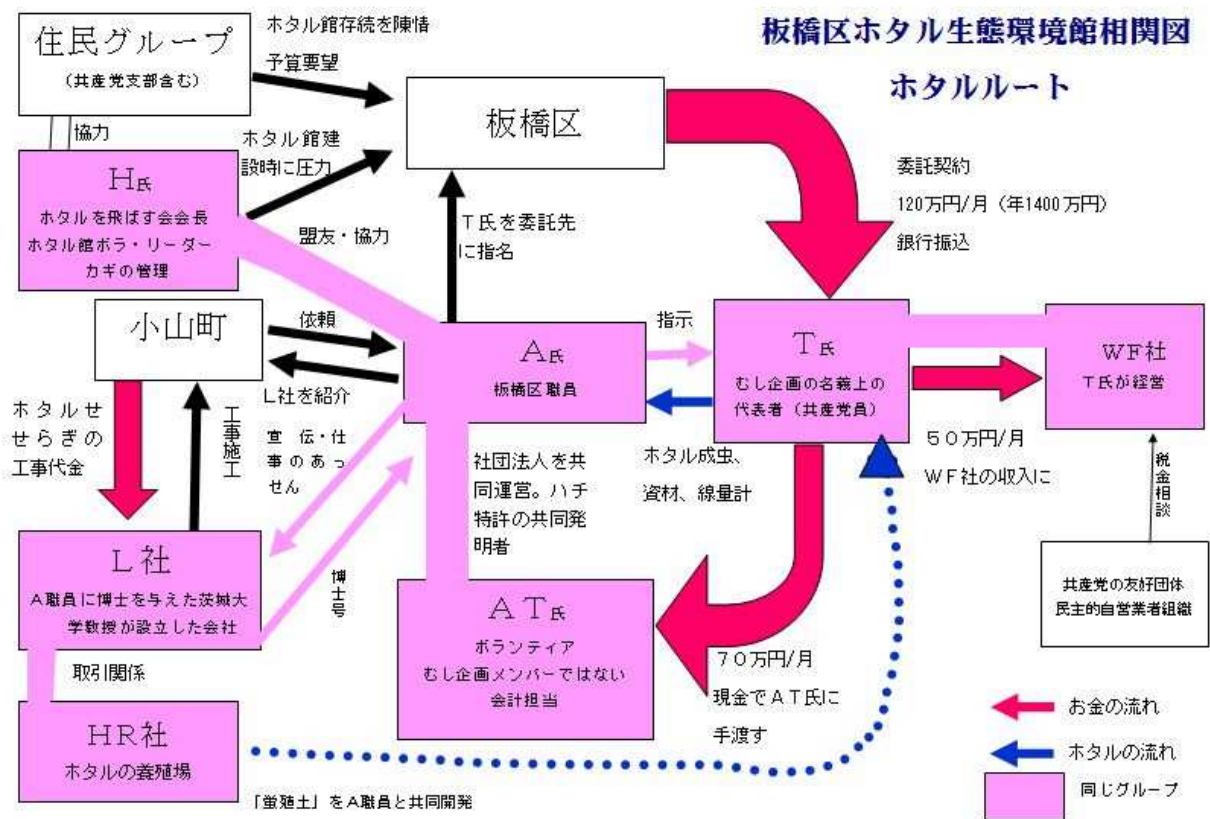 板橋区ホタル生態環境館相関図
ホタルルート
住民グループ
(共産党支部含む)
ホタル館存続を陳情
予算要望
協力
H氏
ホタルを飛ばす会会長
ホタル館ボラ・リーダー
カギの管理
ホタル館建
設時に圧力
板橋区
盟友・協力
T氏を委託先
に指名
委託契約
120万円/月（年1400万円）
銀行振込
小山町
依頼
L社を紹介
A氏
板橋区職員
指示
T氏
むし企画の名義上の
代表者（共産党員）
WF社
T氏が経営
ホタルせ
せらぎの
工事代金
工事施工
宣伝・仕
事のあっ
せん
社団法人を共
同運営。ハチ
特許の共同発
明者
ホタル成虫、
資材、線量計
50万円/月
WF社の収入に
税金相談
L社
A職員に博士を与えた茨城大
学教授が設立した会社
博士号
AT氏
ボランティア
むし企画メンバーではない
会計担当
共産党の友好団体
民主的自営業者組織
取引関係
70万円/月
現金でAT氏に
手渡す
HR社
ホタルの養殖場
「蛍殖土」をA職員と共同開発
お金の流れ
ホタルの流れ
同じグループ